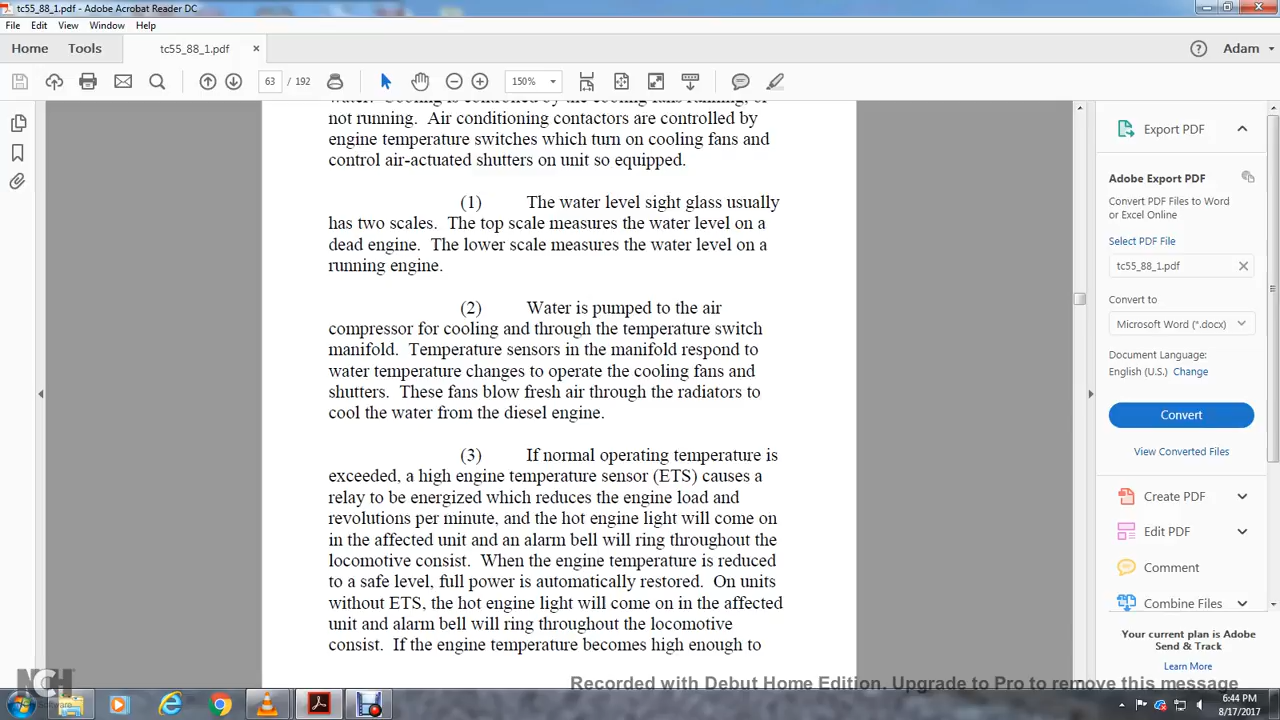 tc55_88_1.pdf - Adobe Acrobat Reader DC
File Edit View Window Help
Home Tools tc55_88_1.pdf × Adam
63 / 192 150%
water. Cooling is controlled by the cooling fans running, or
not running. Air conditioning contactors are controlled by
engine temperature switches which turn on cooling fans and
control air-actuated shutters on unit so equipped.
(1) The water level sight glass usually
has two scales. The top scale measures the water level on a
dead engine. The lower scale measures the water level on a
running engine.
(2) Water is pumped to the air
compressor for cooling and through the temperature switch
manifold. Temperature sensors in the manifold respond to
water temperature changes to operate the cooling fans and
shutters. These fans blow fresh air through the radiators to
cool the water from the diesel engine.
(3) If normal operating temperature is
exceeded, a high engine temperature sensor (ETS) causes a
relay to be energized which reduces the engine load and
revolutions per minute, and the hot engine light will come on
in the affected unit and an alarm bell will ring throughout the
locomotive consist. When the engine temperature is reduced
to a safe level, full power is automatically restored. On units
without ETS, the hot engine light will come on in the affected
unit and alarm bell will ring throughout the locomotive
consist. If the engine temperature becomes high enough to
Export PDF
Adobe Export PDF
Convert PDF Files to Word
or Excel Online
Select PDF File
tc55_88_1.pdf
Convert to
Microsoft Word (*.docx)
Document Language:
English (U.S.) Change
Convert
View Converted Files
Create PDF
Edit PDF
Comment
Combine Files
Your current plan is Adobe
Send & Track
Learn More
NCH
Software
Recorded with Debut Home Edition. Upgrade to Pro to remove this message
6:44 PM
8/17/2017